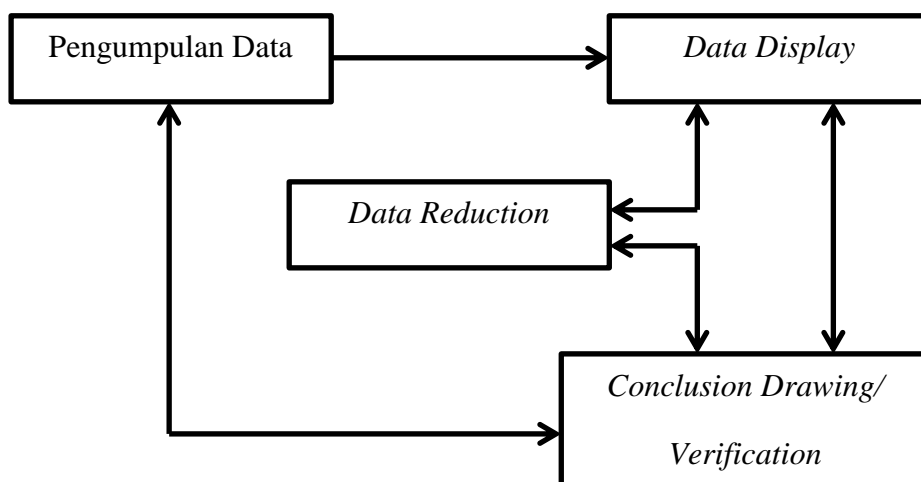 Pengumpulan Data
Data Display
Data Reduction
Conclusion Drawing/
Verification